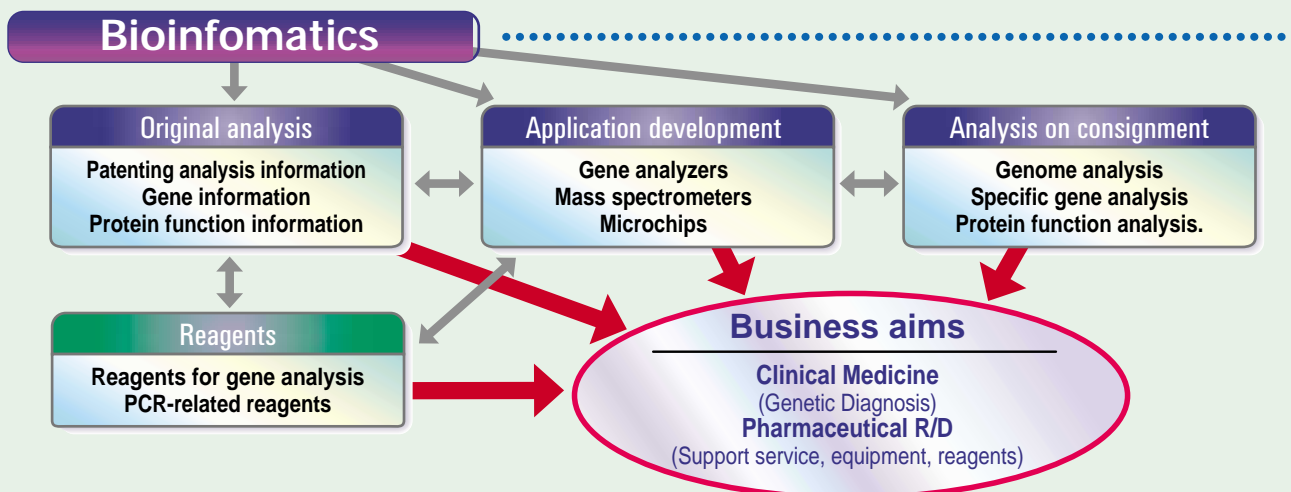 Bioinfomatics
Original analysis
Patenting analysis information
Gene information
Protein function information
Application development
Gene analyzers
Mass spectrometers
Microchips
Analysis on consignment
Genome analysis
Specific gene analysis
Protein function analysis.
Reagents
Reagents for gene analysis
PCR-related reagents
Business aims
Clinical Medicine
(Genetic Diagnosis)
Pharmaceutical R/D
(Support service, equipment, reagents)